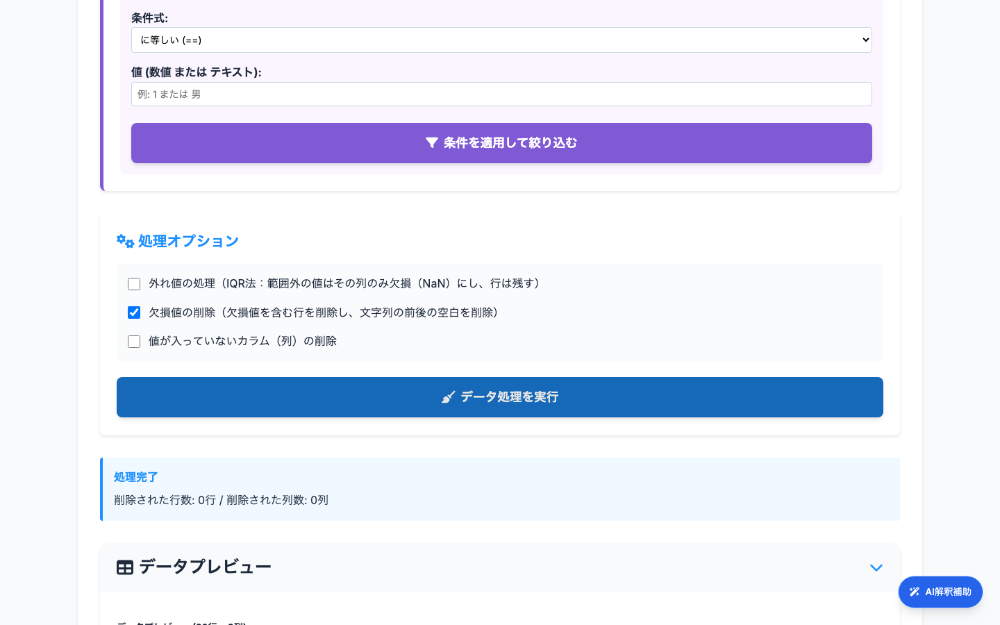 条件式:
に等しい (==)
値 (数値 または テキスト):
例: 1 または 男
条件を適用して絞り込む
処理オプション
外れ値の処理（IQR法：範囲外の値はその列のみ欠損（NaN）にし、行は残す）
欠損値の削除（欠損値を含む行を削除し、文字列の前後の空白を削除）
値が入っていないカラム（列）の削除
データ処理を実行
処理完了
削除された行数: 0行 / 削除された列数: 0列
データプレビュー
AI解釈補助